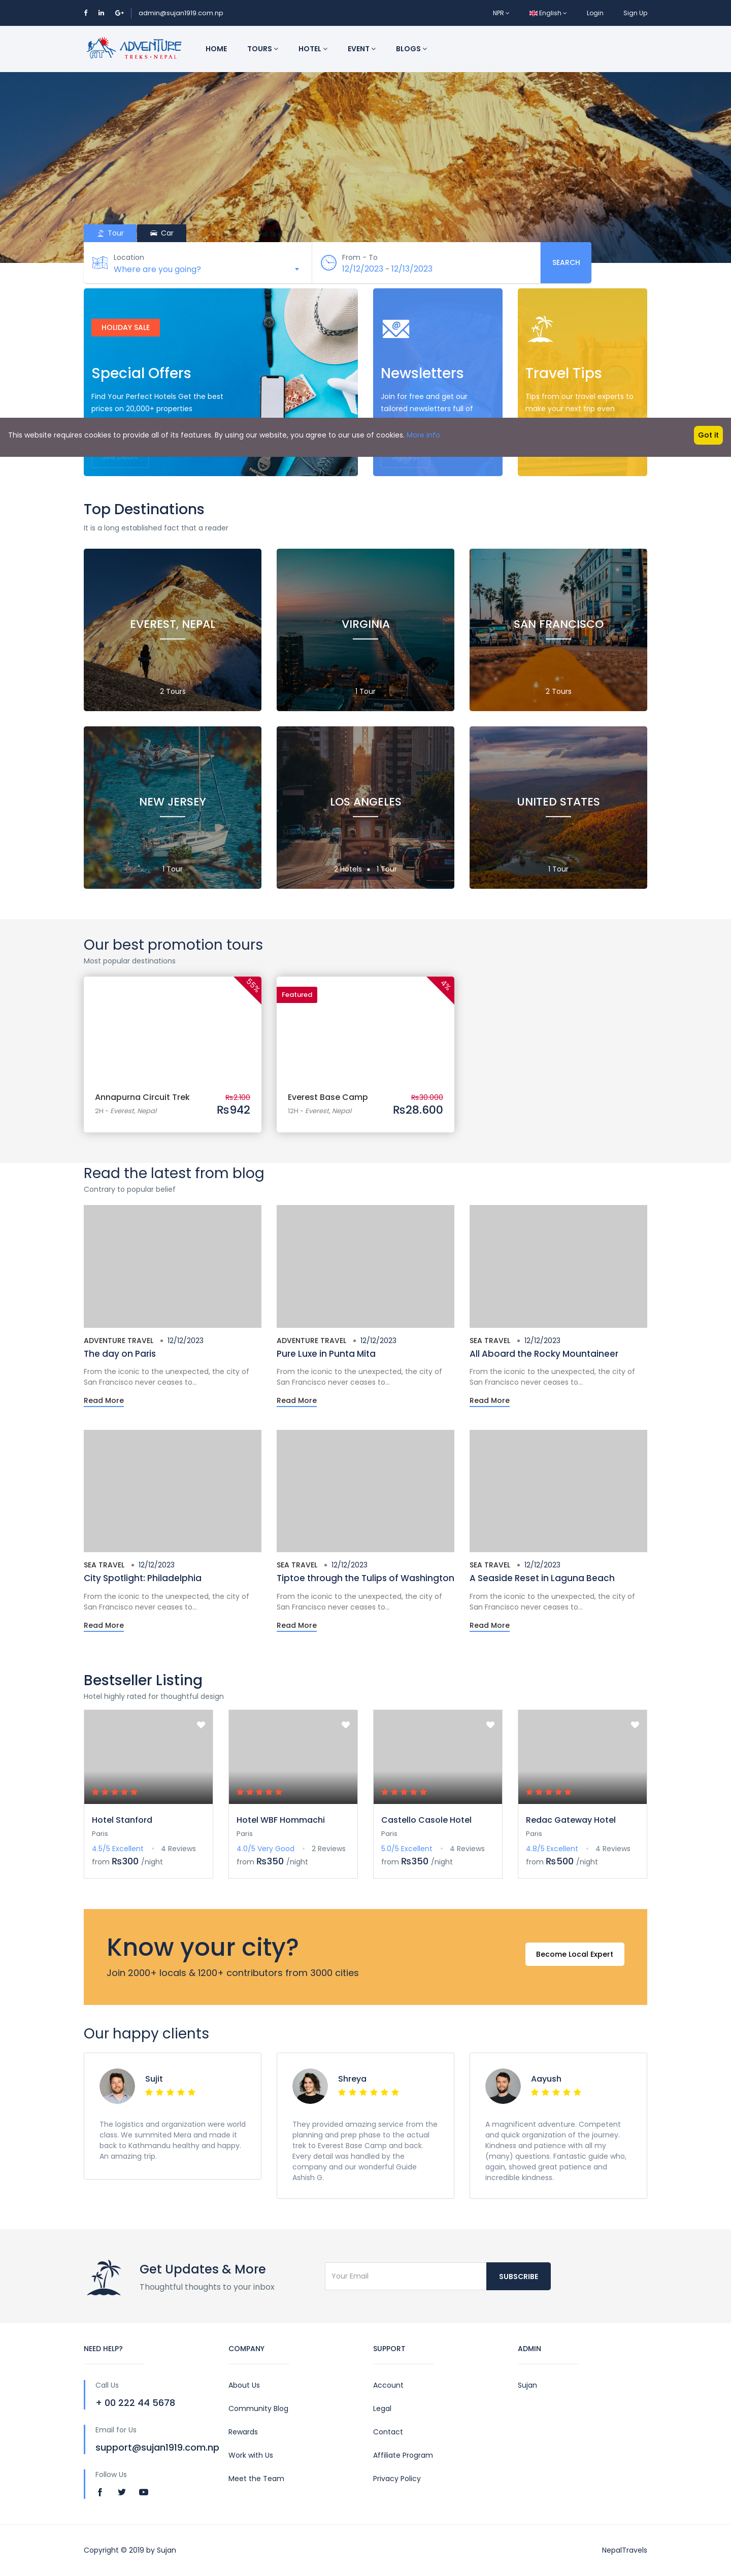 admin@sujan1919.com.np
NPR
English
Login
Sign Up
ADVENTURE
TREKS•NEPAL
HOME
TOURS
HOTEL
EVENT
BLOGS
Tour
Car
Location
Where are you going?
From - To
12/12/2023 - 12/13/2023
SEARCH
HOLIDAY SALE
Special Offers
Find Your Perfect Hotels Get the best
prices on 20,000+ properties
Newsletters
Join for free and get our
tailored newsletters full of
Travel Tips
Tips from our travel experts to
make your next trip even
This website requires cookies to provide all of its features. By using our website, you agree to our use of cookies. More info
Got it
Top Destinations
It is a long established fact that a reader
EVEREST, NEPAL
2 Tours
VIRGINIA
1 Tour
SAN FRANCISCO
2 Tours
NEW JERSEY
1 Tour
LOS ANGELES
2 Hotels • 1 Tour
UNITED STATES
1 Tour
Our best promotion tours
Most popular destinations
55%
Annapurna Circuit Trek
₨2.100
2H - Everest, Nepal
₨942
Featured
4%
Everest Base Camp
₨30.000
12H - Everest, Nepal
₨28.600
Read the latest from blog
Contrary to popular belief
ADVENTURE TRAVEL • 12/12/2023
The day on Paris
From the iconic to the unexpected, the city of
San Francisco never ceases to...
Read More
ADVENTURE TRAVEL • 12/12/2023
Pure Luxe in Punta Mita
From the iconic to the unexpected, the city of
San Francisco never ceases to...
Read More
SEA TRAVEL • 12/12/2023
All Aboard the Rocky Mountaineer
From the iconic to the unexpected, the city of
San Francisco never ceases to...
Read More
SEA TRAVEL • 12/12/2023
City Spotlight: Philadelphia
From the iconic to the unexpected, the city of
San Francisco never ceases to...
Read More
SEA TRAVEL • 12/12/2023
Tiptoe through the Tulips of Washington
From the iconic to the unexpected, the city of
San Francisco never ceases to...
Read More
SEA TRAVEL • 12/12/2023
A Seaside Reset in Laguna Beach
From the iconic to the unexpected, the city of
San Francisco never ceases to...
Read More
Bestseller Listing
Hotel highly rated for thoughtful design
Hotel Stanford
Paris
4.5/5 Excellent · 4 Reviews
from ₨300 /night
Hotel WBF Hommachi
Paris
4.0/5 Very Good · 2 Reviews
from ₨350 /night
Castello Casole Hotel
Paris
5.0/5 Excellent · 4 Reviews
from ₨350 /night
Redac Gateway Hotel
Paris
4.8/5 Excellent · 4 Reviews
from ₨500 /night
Know your city?
Join 2000+ locals & 1200+ contributors from 3000 cities
Become Local Expert
Our happy clients
Sujit
The logistics and organization were world
class. We summited Mera and made it
back to Kathmandu healthy and happy.
An amazing trip.
Shreya
They provided amazing service from the
planning and prep phase to the actual
trek to Everest Base Camp and back.
Every detail was handled by the
company and our wonderful Guide
Ashish G.
Aayush
A magnificent adventure. Competent
and quick organization of the journey.
Kindness and patience with all my
(many) questions. Fantastic guide who,
again, showed great patience and
incredible kindness.
Get Updates & More
Thoughtful thoughts to your inbox
Your Email
SUBSCRIBE
NEED HELP?
Call Us
+ 00 222 44 5678
Email for Us
support@sujan1919.com.np
Follow Us
COMPANY
About Us
Community Blog
Rewards
Work with Us
Meet the Team
SUPPORT
Account
Legal
Contact
Affiliate Program
Privacy Policy
ADMIN
Sujan
Copyright © 2019 by Sujan
NepalTravels